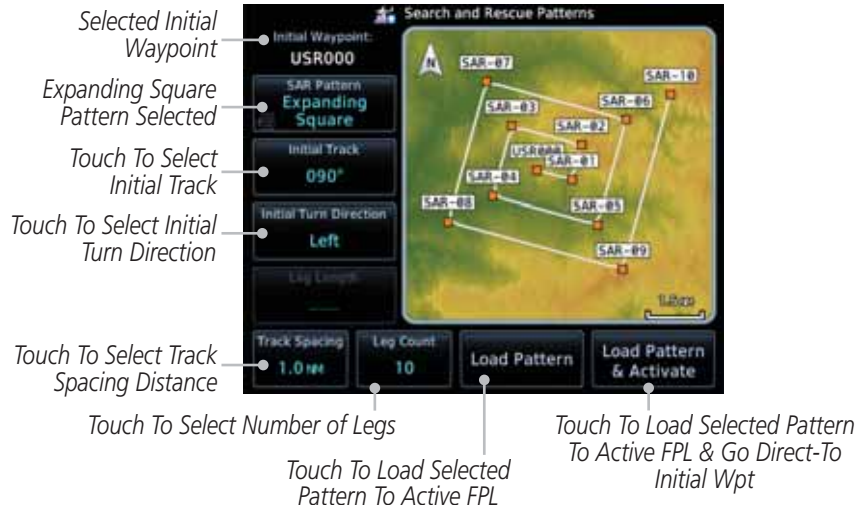 Search and Rescue Patterns
Selected Initial
Waypoint
Initial Waypoint:
USR000
Expanding Square
Pattern Selected
SAR Pattern
Expanding
Square
Touch To Select
Initial Track
Initial Track
090°
Touch To Select Initial
Turn Direction
Initial Turn Direction
Left
Leg Length
N
SAR-07
SAR-10
SAR-03
SAR-06
SAR-02
USR000
SAR-01
SAR-04
SAR-08
SAR-05
SAR-09
1.5NM
Touch To Select Track
Spacing Distance
Track Spacing
1.0 NM
Leg Count
10
Load Pattern
Load Pattern
& Activate
Touch To Select Number of Legs
Touch To Load Selected
Pattern To Active FPL
Touch To Load Selected Pattern
To Active FPL & Go Direct-To
Initial Wpt